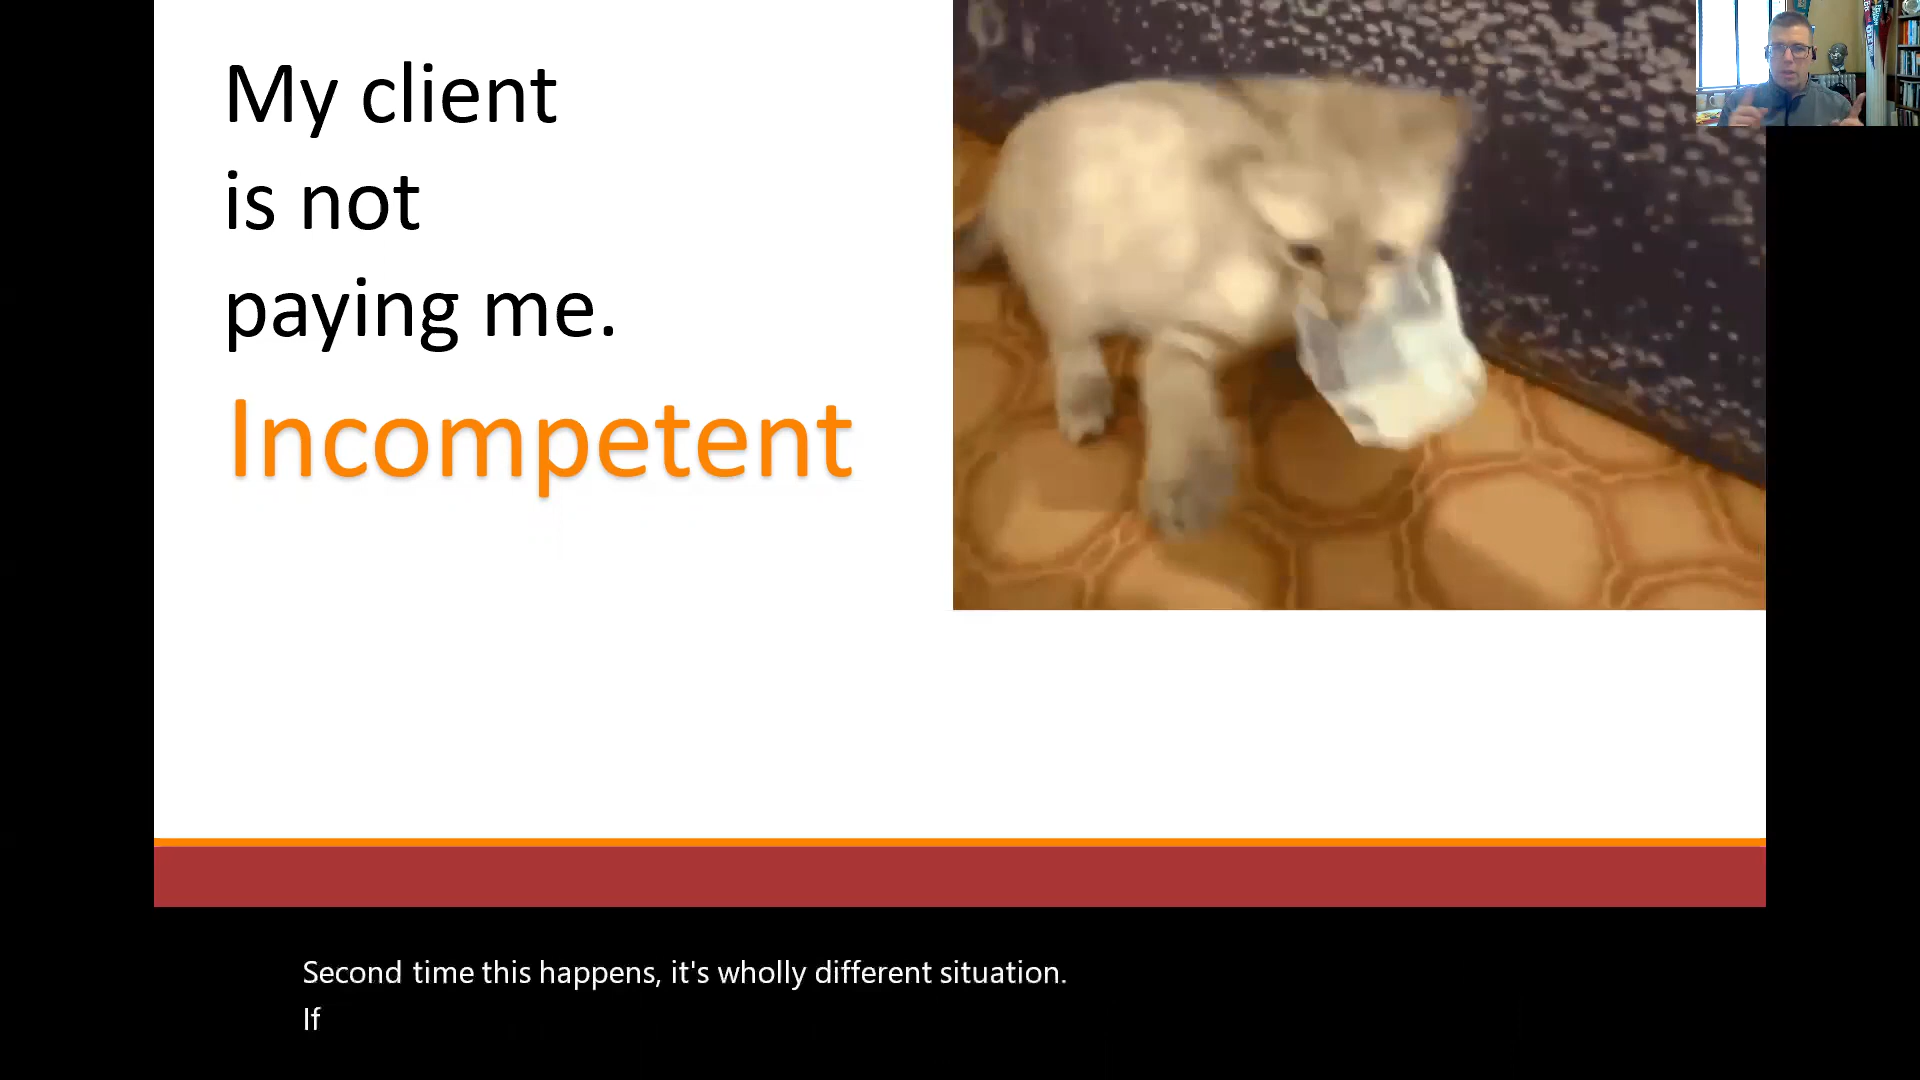 My client
is not
paying me.
Incompetent
Second time this happens, it's wholly different situation.
If